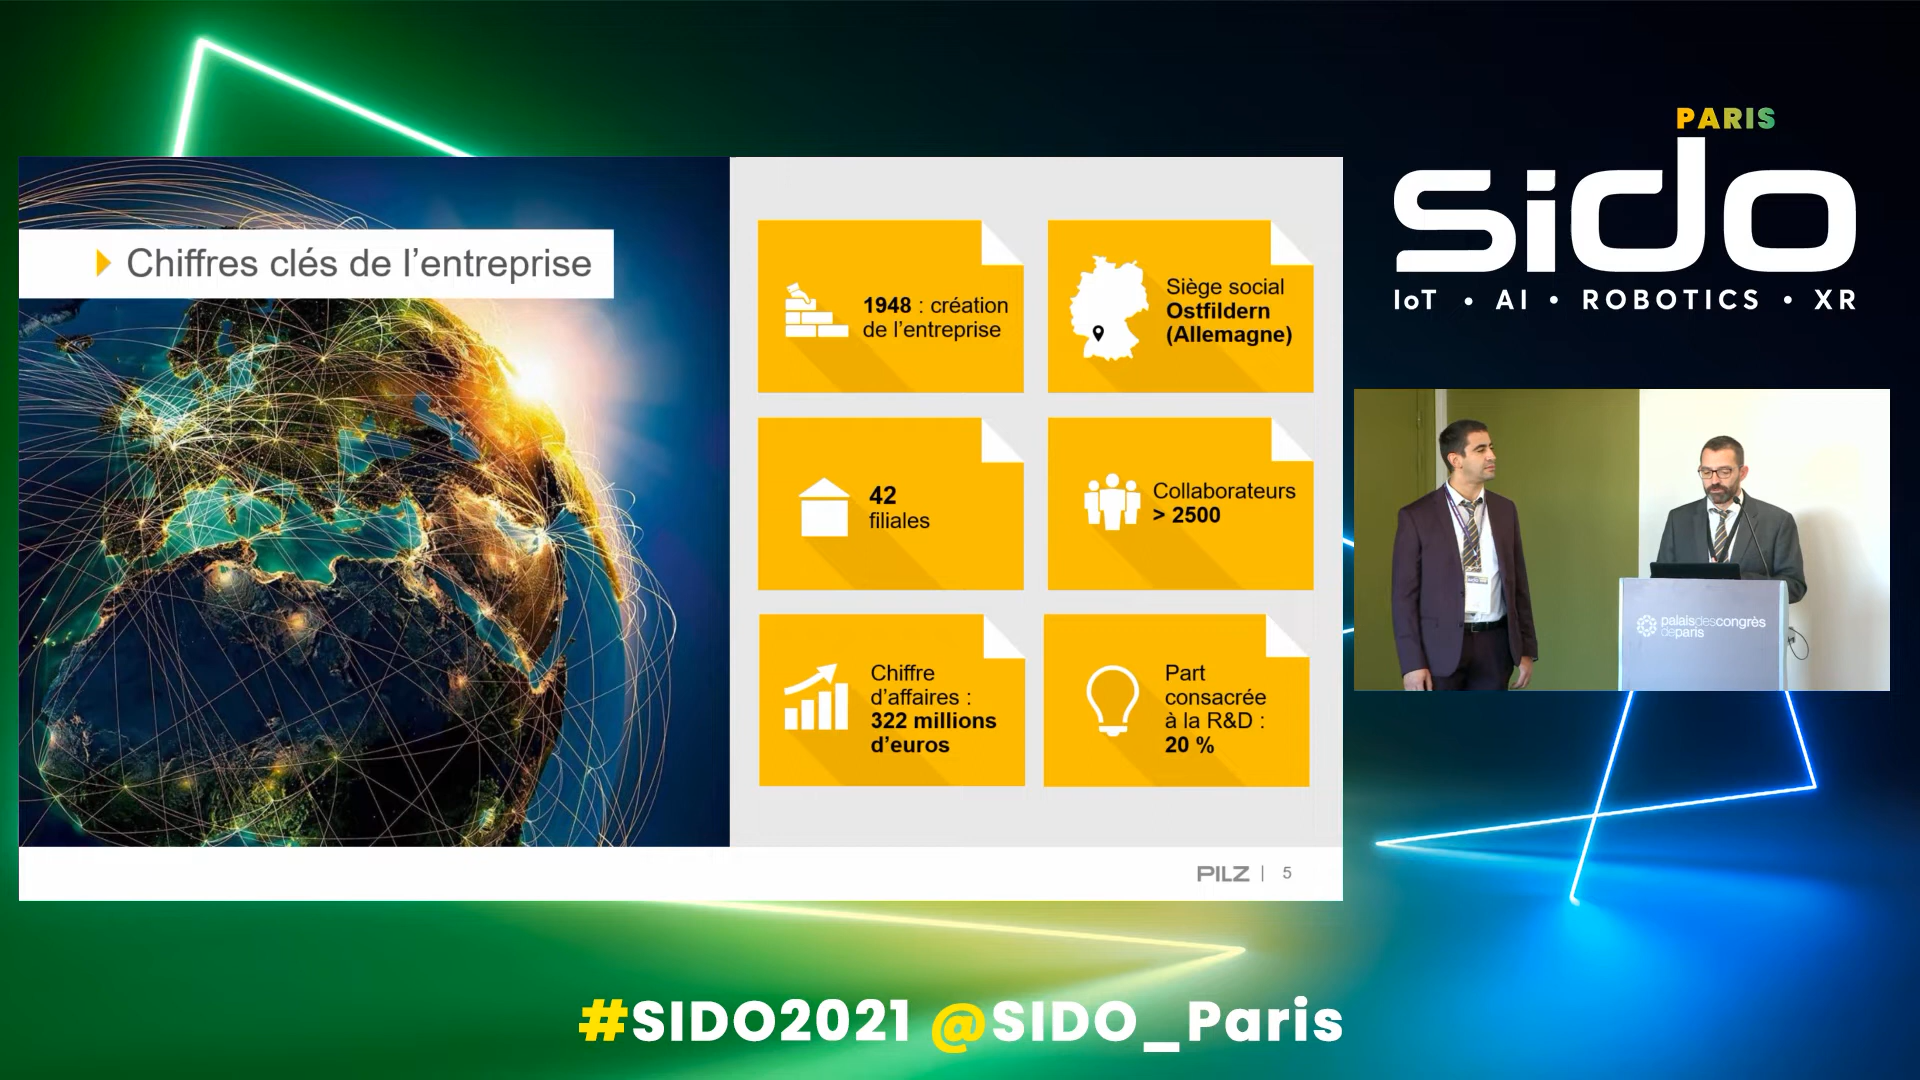 Chiffres clés de l’entreprise
1948 : création
de l’entreprise
Siège social
Ostfildern
(Allemagne)
42
filiales
Collaborateurs
> 2500
Chiffre
d’affaires :
322 millions
d’euros
Part
consacrée
à la R&D :
20 %
PILZ | 5
PARIS
sido
IoT • AI • ROBOTICS • XR
palaisdescongrès
deparis
#SIDO2021 @SIDO_Paris